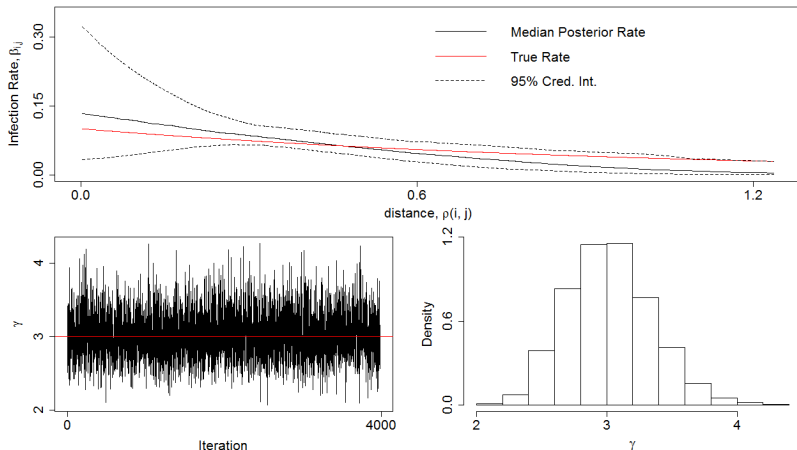 Infection Rate, βi,j
0.30
0.15
0.00
Median Posterior Rate
True Rate
95% Cred. Int.
0.0
0.6
1.2
distance, ρ(i, j)
γ
4
3
2
0
4000
Iteration
Density
1.2
0.6
0.0
2
3
4
γ